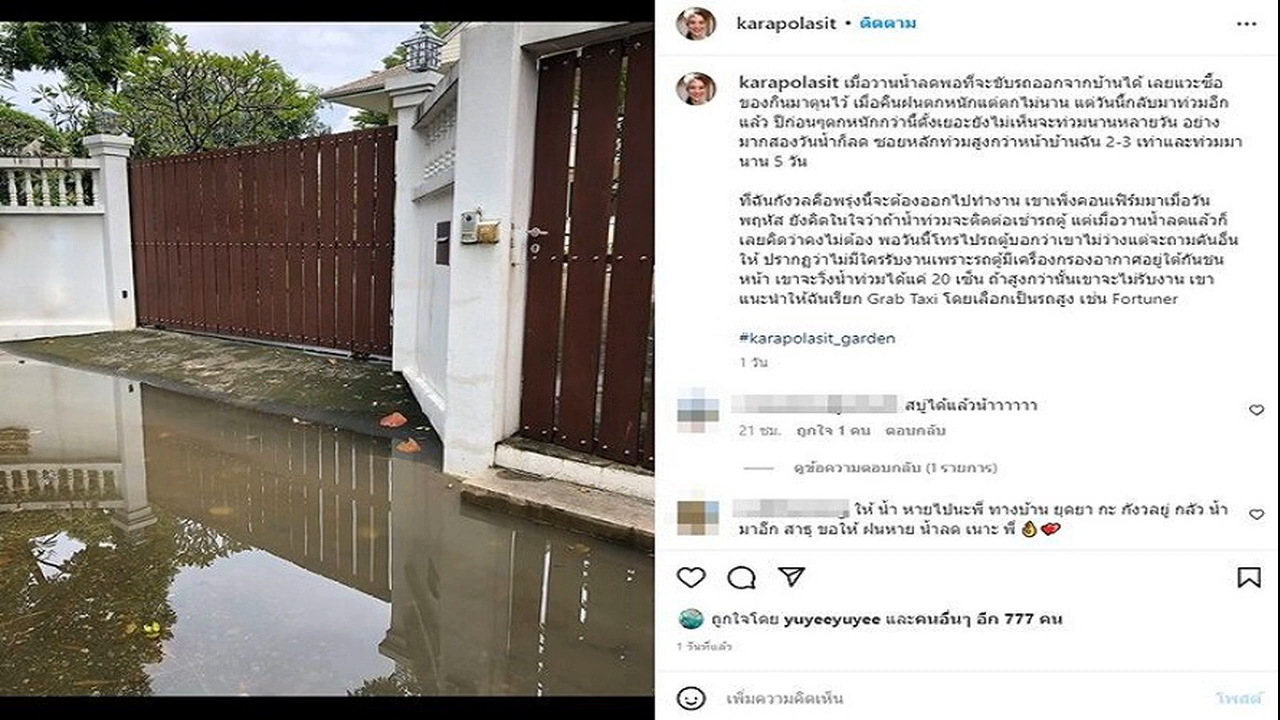 karapolasit • ติดตาม
karapolasit เมื่อวานน้ำลดพอที่จะขับรถออกจากบ้านได้ เลยแวะซื้อ
ของกินมาตุนไว้ เมื่อคืนฝนตกหนักแต่ตกไม่นาน แต่วันนี้กลับมาท่วมอีก
แล้ว ปีก่อนๆตกหนักกว่านี้ตั้งเยอะยังไม่เห็นจะท่วมนานหลายวัน อย่าง
มากสองวันน้ำก็ลด ซอยหลักท่วมสูงกว่าหน้าบ้านฉัน 2-3 เท่าและท่วมมา
นาน 5 วัน
ที่ฉันกังวลคือพรุ่งนี้จะต้องออกไปทำงาน เขาเพิ่งคอนเฟิร์มมาเมื่อวัน
พฤหัส ยังคิดในใจว่าถ้าน้ำท่วมจะติดต่อเช่ารถตู้ แต่เมื่อวานน้ำลดแล้วก็
เลยคิดว่าคงไม่ต้อง พอวันนี้โทรไปรถตู้บอกว่าเขาไม่ว่างแต่จะถามคันอื่น
ให้ ปรากฏว่าไม่มีใครรับงานเพราะรถตู้มีเครื่องกรองอากาศอยู่ใต้กันชน
หน้า เขาจะวิ่งน้ำท่วมได้แค่ 20 เซ็น ถ้าสูงกว่านั้นเขาจะไม่รับงาน เขา
แนะนำให้ฉันเรียก Grab Taxi โดยเลือกเป็นรถสูง เช่น Fortuner
#karapolasit_garden
1 วัน
สบู่ได้แล้วน้าาาาาา
21 ชม. ถูกใจ 1 คน ตอบกลับ
ดูข้อความตอบกลับ (1 รายการ)
ให้ น้ำ หายไปนะพี่ ทางบ้าน ยุดยา กะ กังวลยู่ กลัว น้ำ
มาอีก สาธุ ขอให้ ฝนหาย น้ำลด เนาะ พี่ 👌💝
ถูกใจโดย yuyeeyuyee และคนอื่นๆ อีก 777 คน
1 วันที่แล้ว
เพิ่มความคิดเห็น
โพสต์